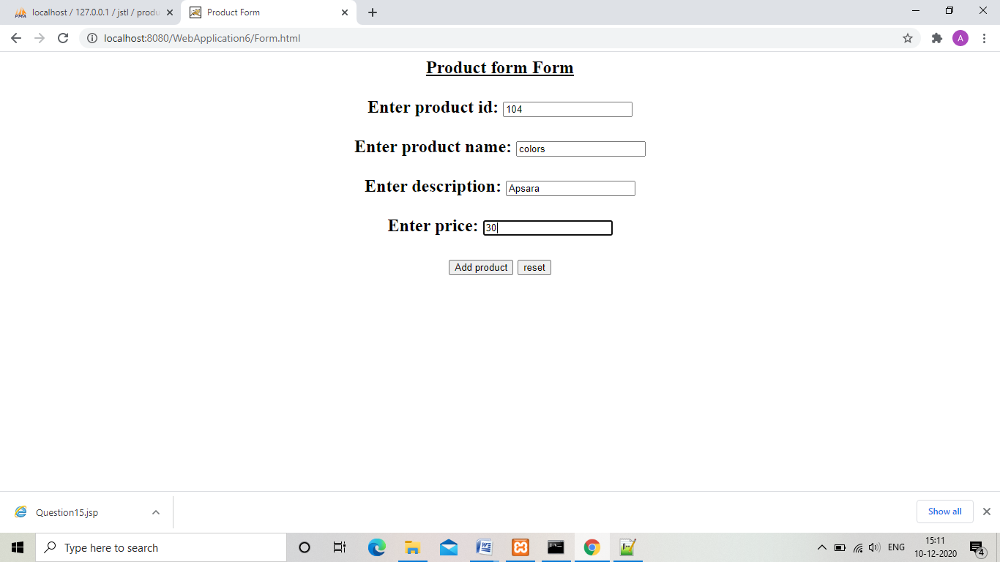 localhost / 127.0.0.1 / jstl / produ
Product Form
localhost:8080/WebApplication6/Form.html
A
Product form Form
Enter product id: 104
Enter product name: colors
Enter description: Apsara
Enter price: 30
Add product reset
Question15.jsp
Show all
Type here to search
ENG
15:11
10-12-2020
4